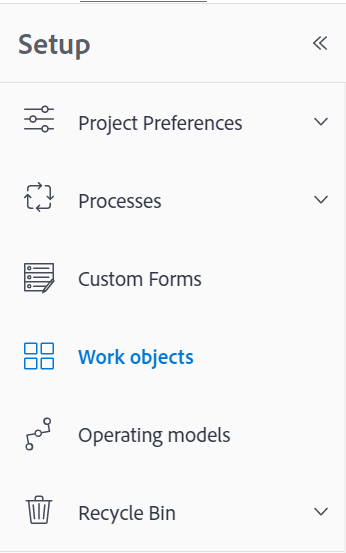 Setup
Project Preferences
Processes
Custom Forms
Work objects
Operating models
Recycle Bin